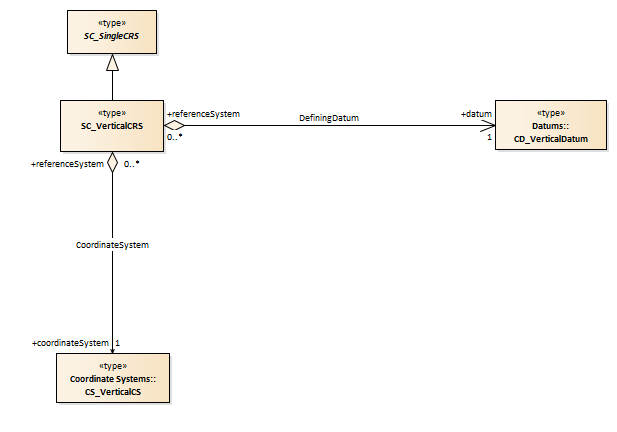 «type»
SC_SingleCRS
«type»
SC_VerticalCRS
+referenceSystem
0..*
DefiningDatum
+datum
1
«type»
Datums::
CD_VerticalDatum
+referenceSystem
0..*
CoordinateSystem
+coordinateSystem
1
«type»
Coordinate Systems::
CS_VerticalCS